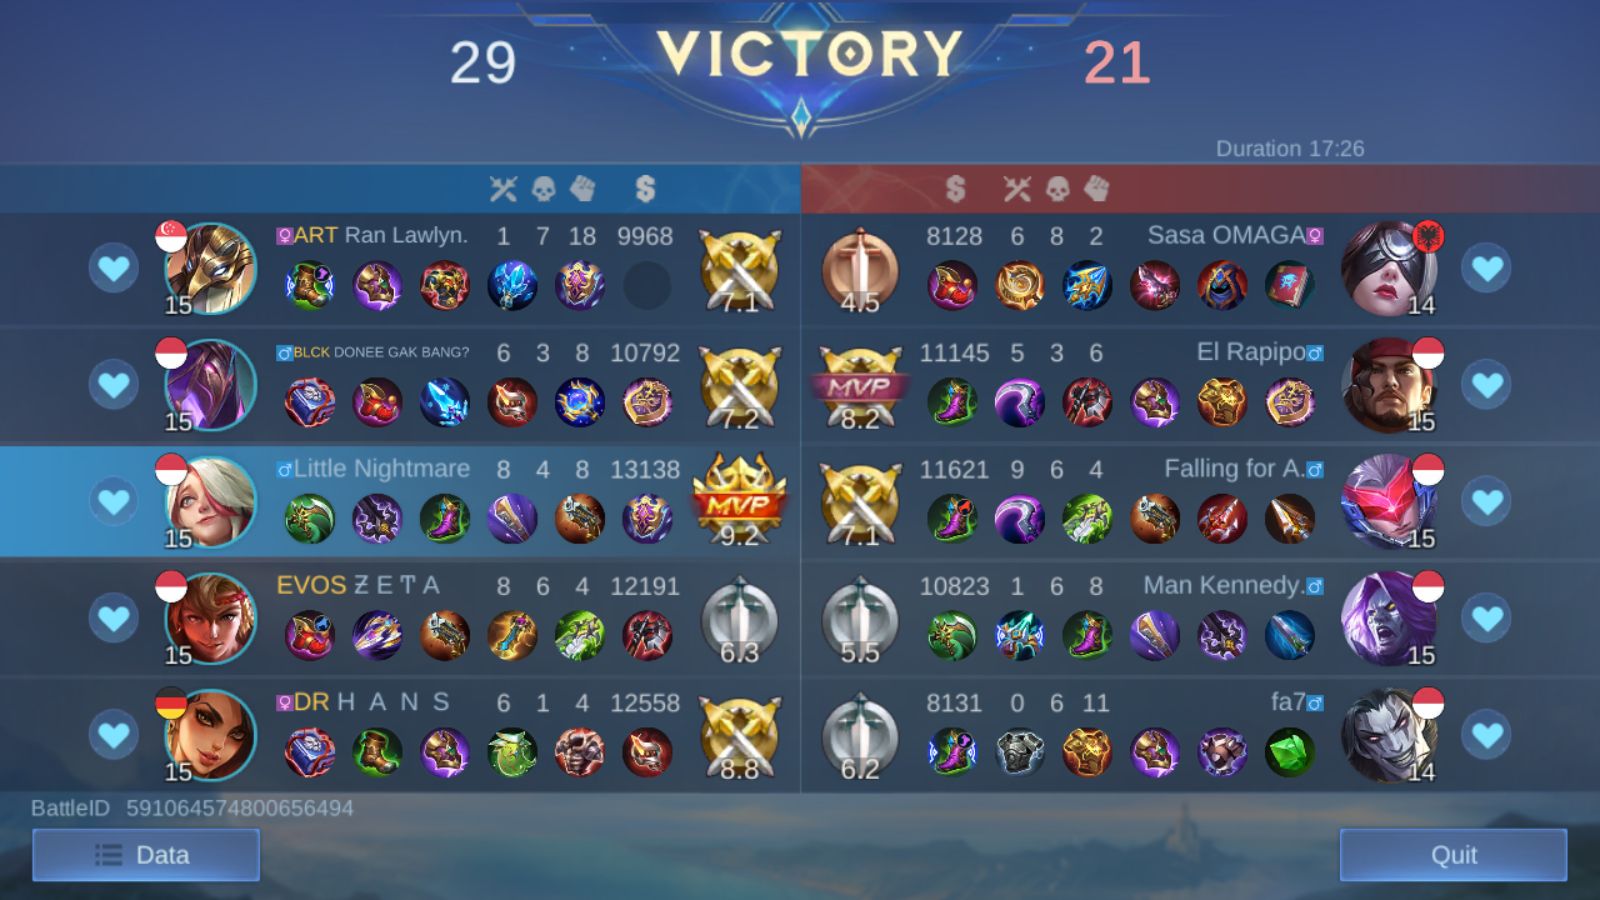 29 VICTORY 21
Duration 17:26
ART Ran Lawlyn. 1 7 18 9968
15 7.1
4.5 8128 6 8 2 Sasa OMAGA
14
BLCK DONEE GAK BANG? 6 3 8 10792
15 7.2
MVP 8.2 11145 5 3 6 El Rapipo
15
Little Nightmare 8 4 8 13138
15 MVP 9.2
7.1 11621 9 6 4 Falling for A.
15
EVOS ƵETA 8 6 4 12191
15 6.3
5.5 10823 1 6 8 Man Kennedy.
15
DR H A N S 6 1 4 12558
15 8.8
6.2 8131 0 6 11 fa7
14
BattleID 591064574800656494
Data Quit